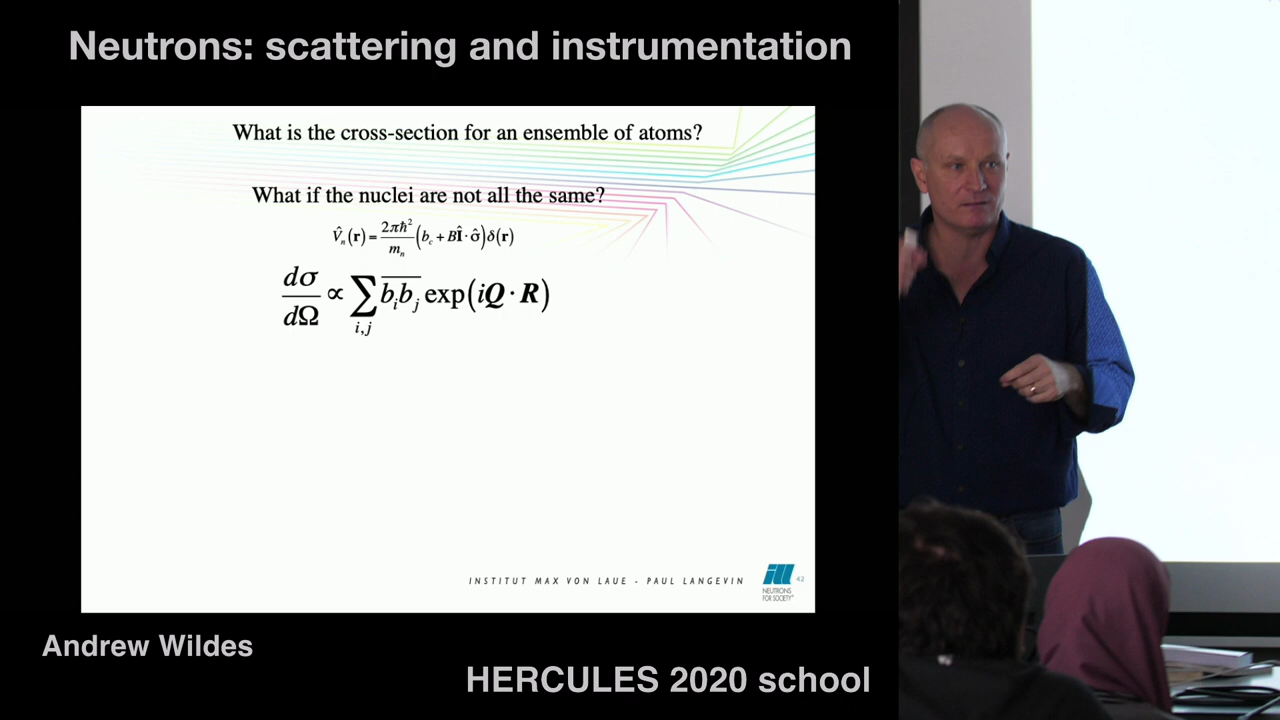 Neutrons: scattering and instrumentation
What is the cross-section for an ensemble of atoms?
What if the nuclei are not all the same?
V̂ₙ(r) = 2πħ²/mₙ (b_c + BÎ·σ̂)δ(r)
dσ/dΩ ∝ ∑_{i,j} \overline{b_i b_j} exp(iQ·R)
INSTITUT MAX VON LAUE - PAUL LANGEVIN
42
NEUTRONS
FOR SOCIETY
Andrew Wildes
HERCULES 2020 school